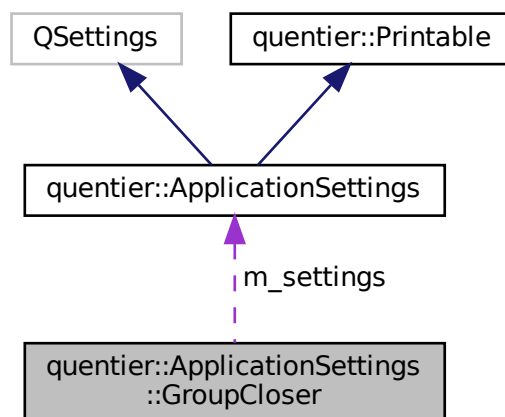 QSettings
quentier::Printable
quentier::ApplicationSettings
m_settings
quentier::ApplicationSettings
::GroupCloser